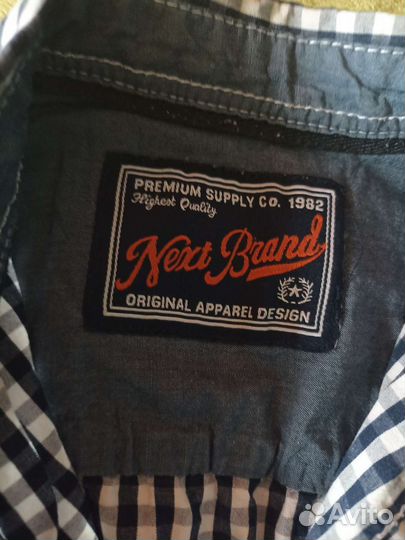 PREMIUM SUPPLY CO. 1982
Highest Quality
Next Brand
ORIGINAL APPAREL DESIGN
Avito